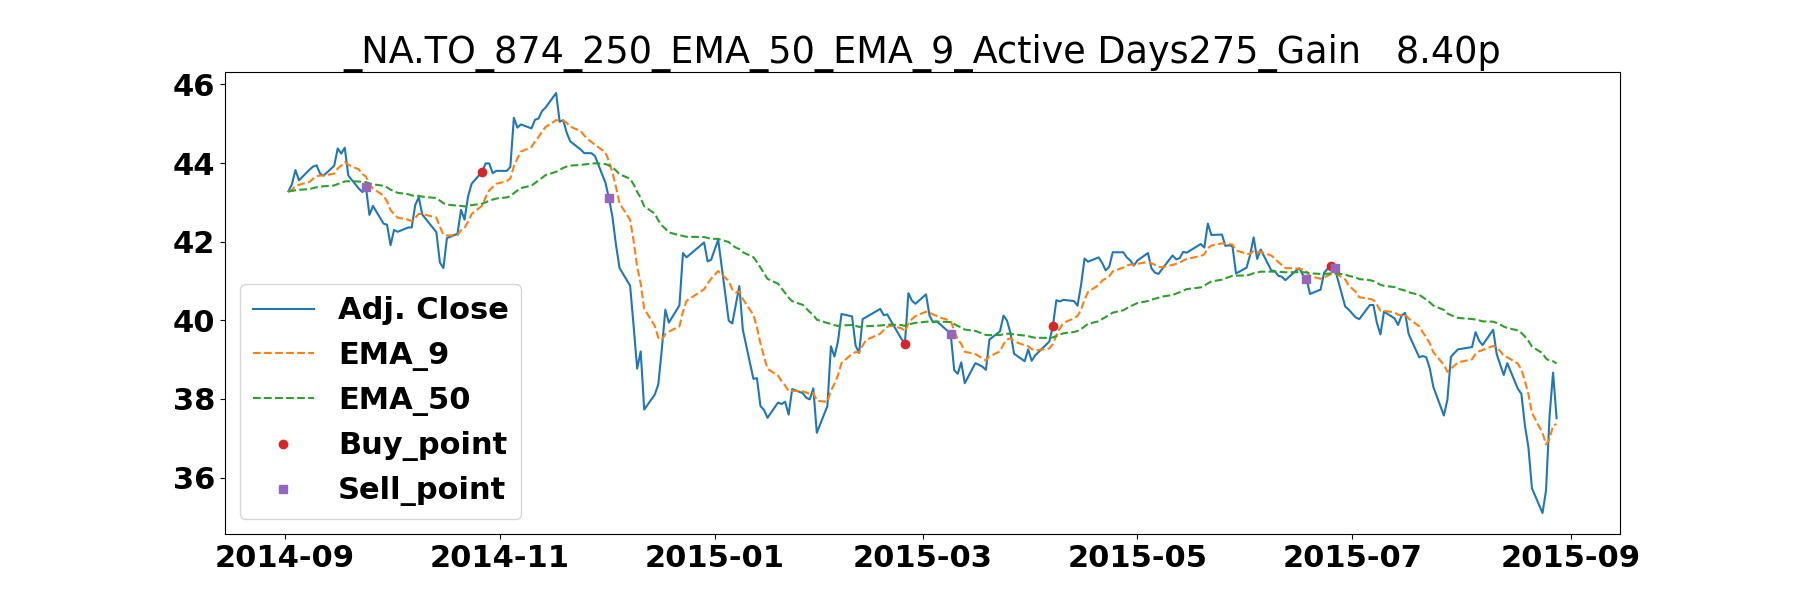 _NA.TO_874_250_EMA_50_EMA_9_Active Days275_Gain   8.40p
46
44
42
40
38
36
Adj. Close
EMA_9
EMA_50
Buy_point
Sell_point
2014-09 2014-11 2015-01 2015-03 2015-05 2015-07 2015-09